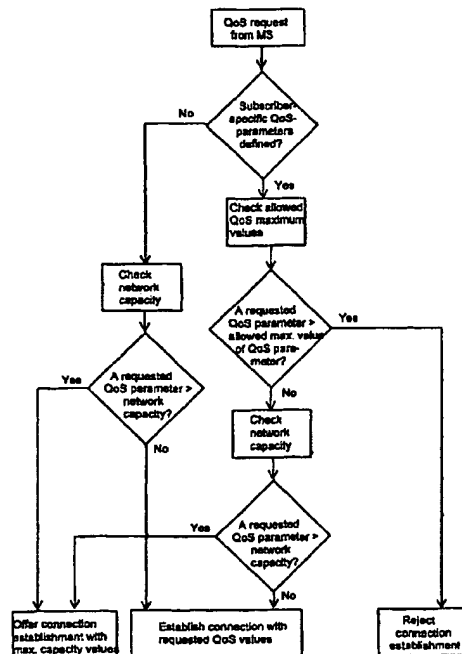 QoS request
from MS
Subscriber-
specific QoS-
parameters
defined?
No
Yes
Check allowed
QoS maximum
values
Check
network
capacity
A requested
QoS parameter >
allowed max. value
of QoS para-
meter?
Yes
No
A requested
QoS parameter >
network
capacity?
Yes
No
Check
network
capacity
A requested
QoS parameter >
network
capacity?
Yes
No
Offer connection
establishment with
max. capacity values
Establish connection with
requested QoS values
Reject
connection
establishment